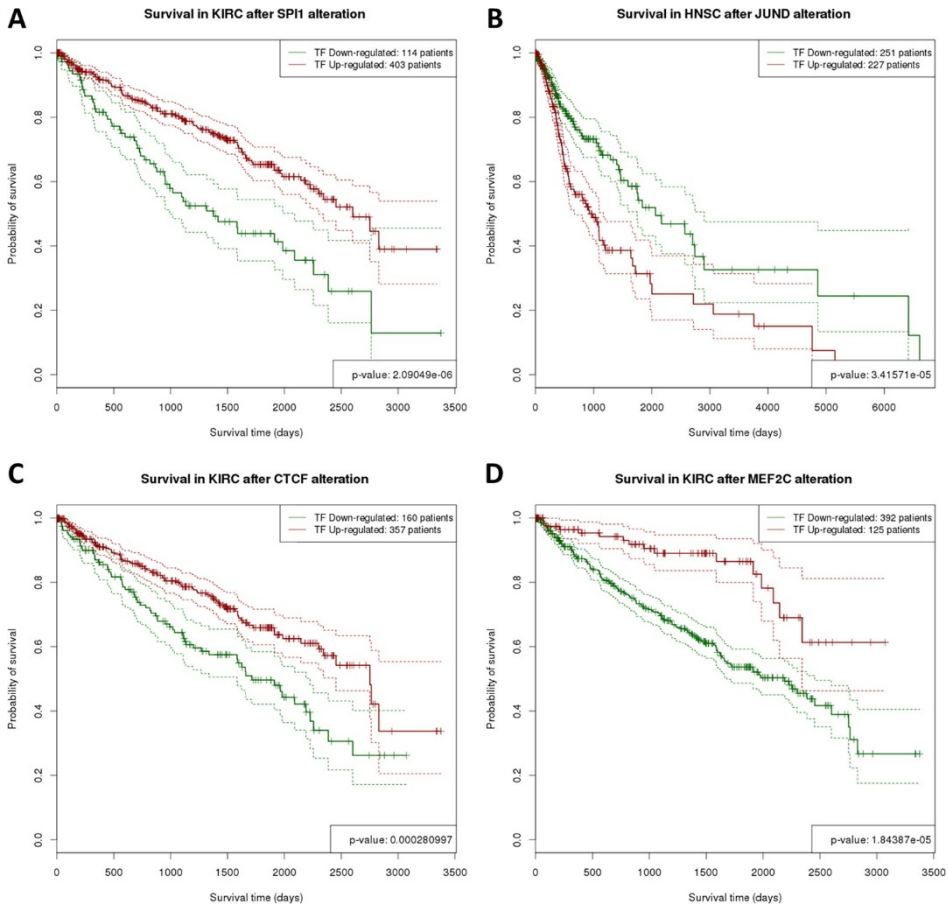 A
Survival in KIRC after SPI1 alteration
TF Down-regulated: 114 patients
TF Up-regulated: 403 patients
1.0
0.8
0.6
0.4
0.2
0.0
Probability of survival
p-value: 2.09049e-06
0 500 1000 1500 2000 2500 3000 3500
Survival time (days)
B
Survival in HNSC after JUND alteration
TF Down-regulated: 251 patients
TF Up-regulated: 227 patients
1.0
0.8
0.6
0.4
0.2
0.0
Probability of survival
p-value: 3.41571e-05
0 1000 2000 3000 4000 5000 6000
Survival time (days)
C
Survival in KIRC after CTCF alteration
TF Down-regulated: 160 patients
TF Up-regulated: 357 patients
1.0
0.8
0.6
0.4
0.2
0.0
Probability of survival
p-value: 0.000280997
0 500 1000 1500 2000 2500 3000 3500
Survival time (days)
D
Survival in KIRC after MEF2C alteration
TF Down-regulated: 392 patients
TF Up-regulated: 125 patients
1.0
0.8
0.6
0.4
0.2
0.0
Probability of survival
p-value: 1.84387e-05
0 500 1000 1500 2000 2500 3000 3500
Survival time (days)